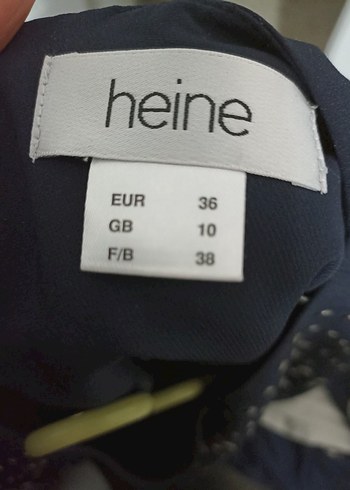 heine
EUR 36
GB 10
F/B 38